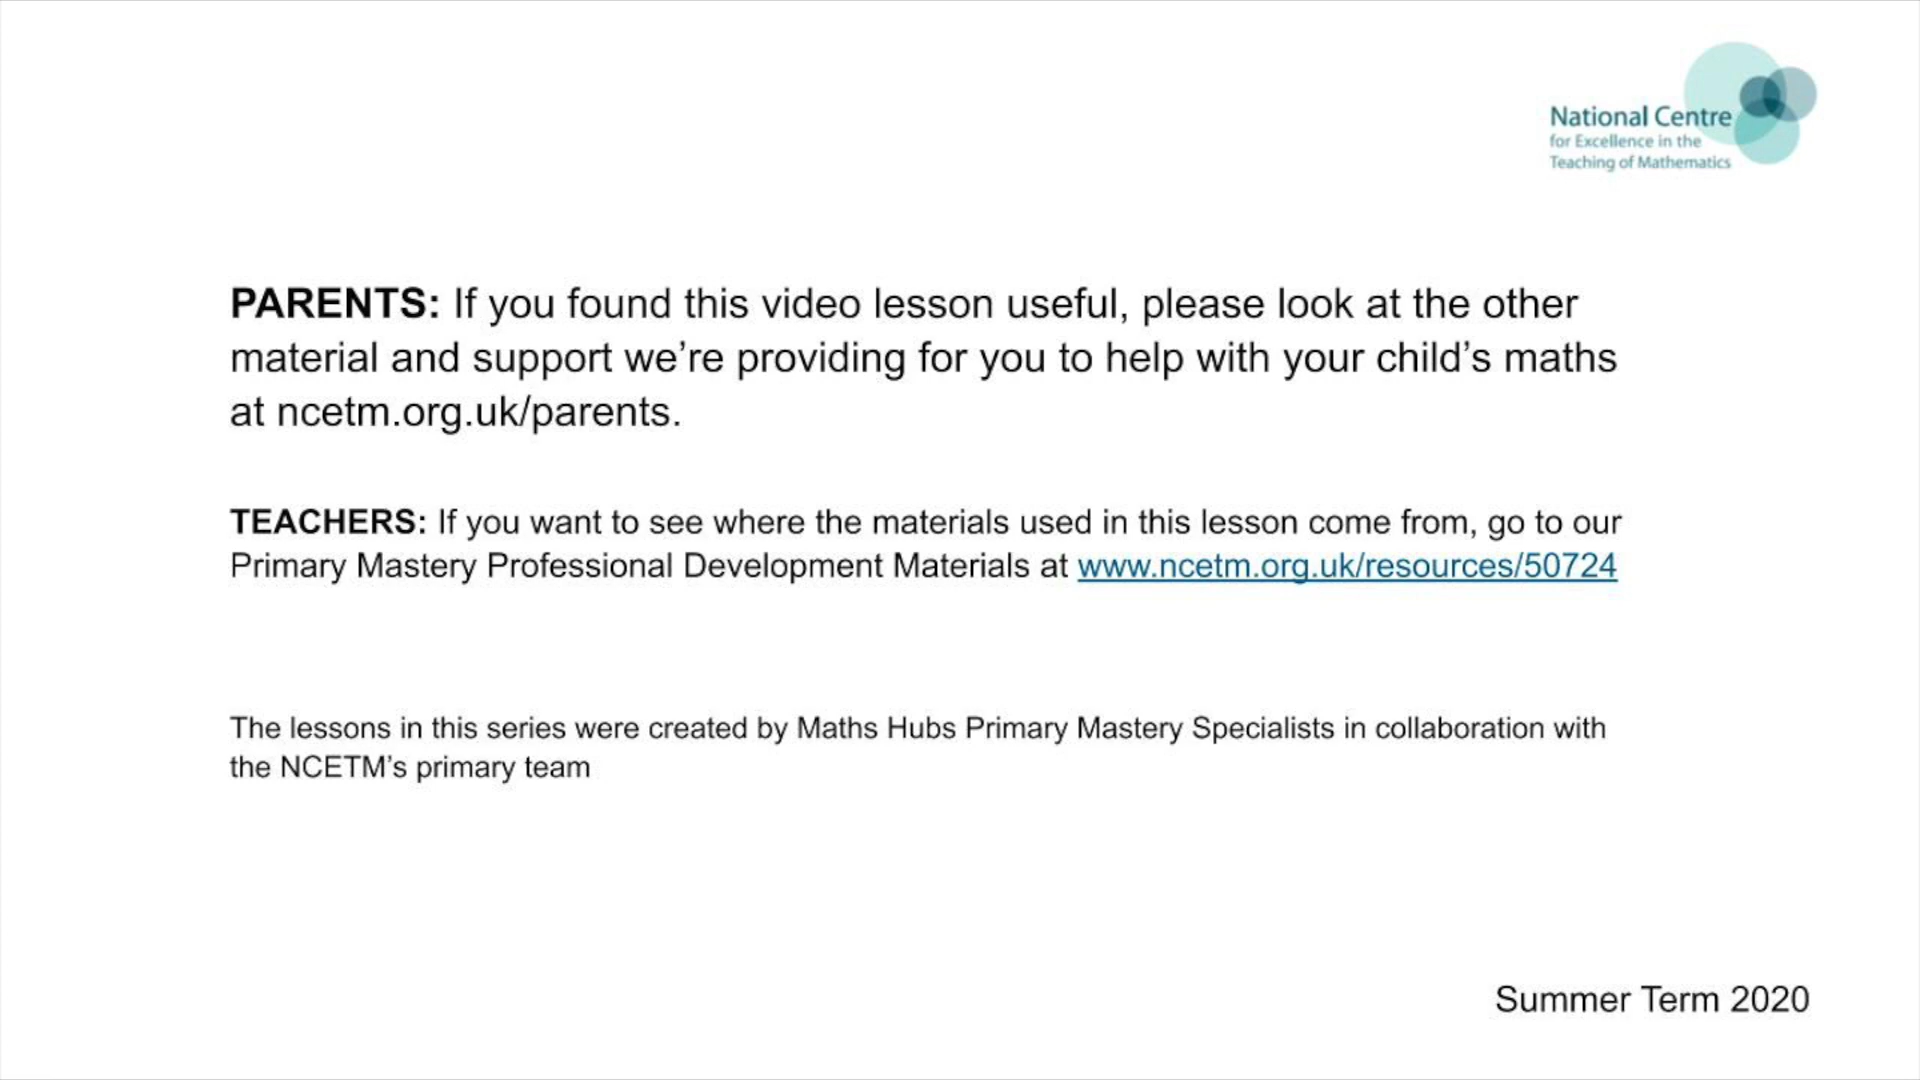 National Centre
for Excellence in the
Teaching of Mathematics
PARENTS: If you found this video lesson useful, please look at the other
material and support we’re providing for you to help with your child’s maths
at ncetm.org.uk/parents.
TEACHERS: If you want to see where the materials used in this lesson come from, go to our
Primary Mastery Professional Development Materials at www.ncetm.org.uk/resources/50724
The lessons in this series were created by Maths Hubs Primary Mastery Specialists in collaboration with
the NCETM’s primary team
Summer Term 2020